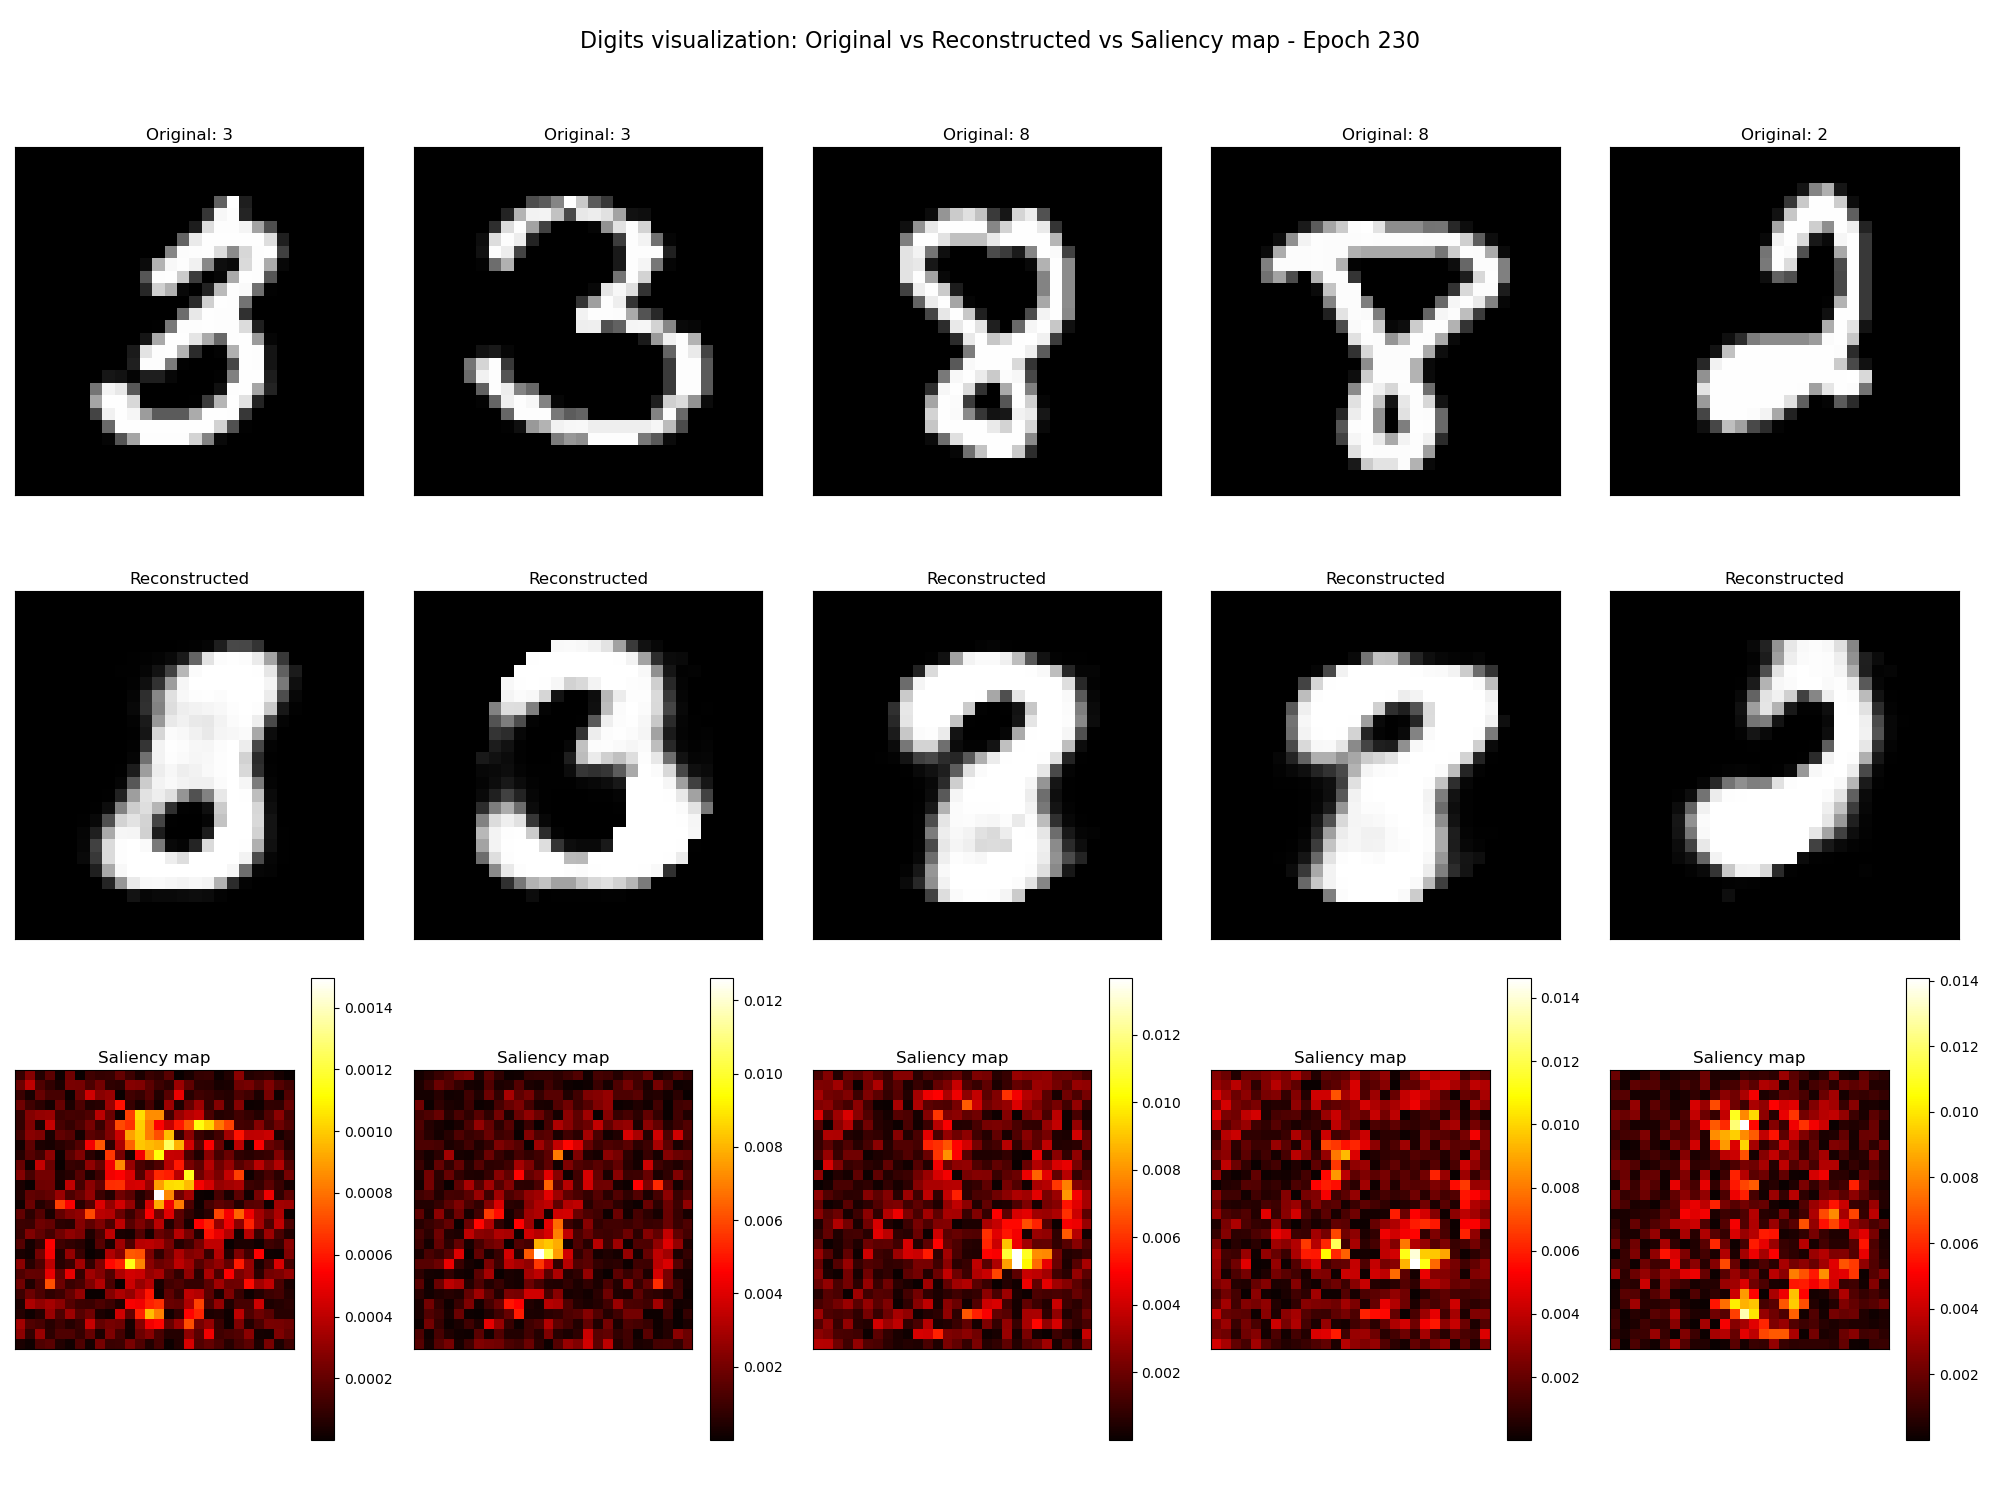 Digits visualization: Original vs Reconstructed vs Saliency map - Epoch 230
Original: 3
Original: 3
Original: 8
Original: 8
Original: 2
3
3
8
8
2
Reconstructed
Reconstructed
Reconstructed
Reconstructed
Reconstructed
Saliency map
0.0014
0.0012
0.0010
0.0008
0.0006
0.0004
0.0002
Saliency map
0.012
0.010
0.008
0.006
0.004
0.002
Saliency map
0.012
0.010
0.008
0.006
0.004
0.002
Saliency map
0.014
0.012
0.010
0.008
0.006
0.004
0.002
Saliency map
0.014
0.012
0.010
0.008
0.006
0.004
0.002